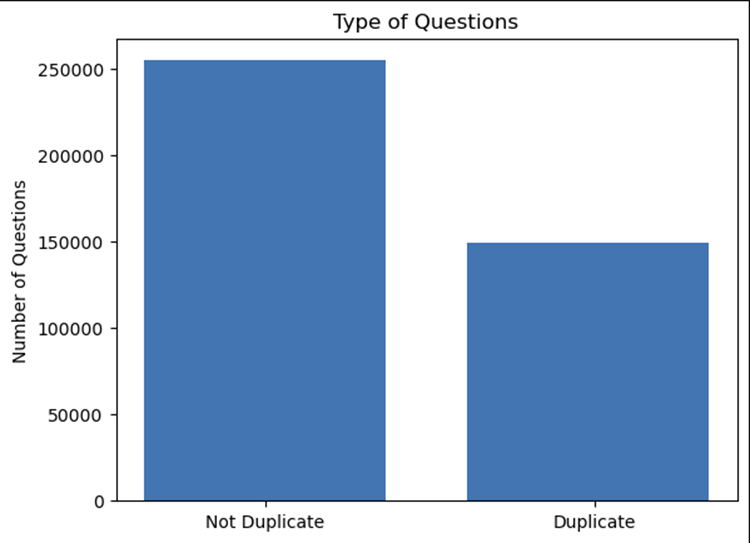 Type of Questions
Number of Questions
250000
200000
150000
100000
50000
0
Not Duplicate
Duplicate